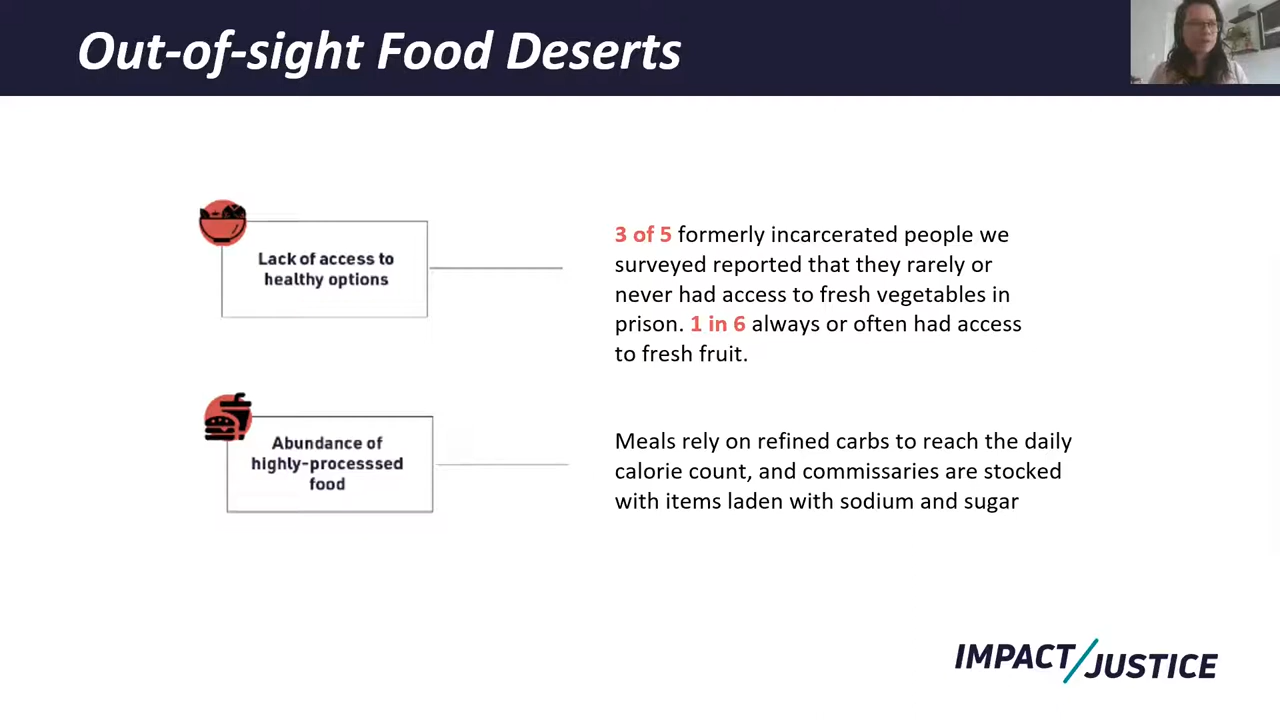 Out-of-sight Food Deserts
Lack of access to
healthy options
3 of 5 formerly incarcerated people we
surveyed reported that they rarely or
never had access to fresh vegetables in
prison. 1 in 6 always or often had access
to fresh fruit.
Abundance of
highly-processsed
food
Meals rely on refined carbs to reach the daily
calorie count, and commissaries are stocked
with items laden with sodium and sugar
IMPACT/JUSTICE